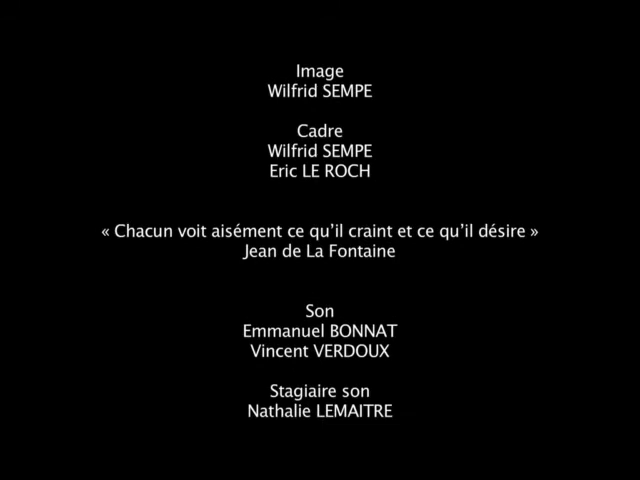 Image
Wilfrid SEMPE
Cadre
Wilfrid SEMPE
Eric LE ROCH
« Chacun voit aisément ce qu'il craint et ce qu'il désire »
Jean de La Fontaine
Son
Emmanuel BONNAT
Vincent VERDOUX
Stagiaire son
Nathalie LEMAITRE